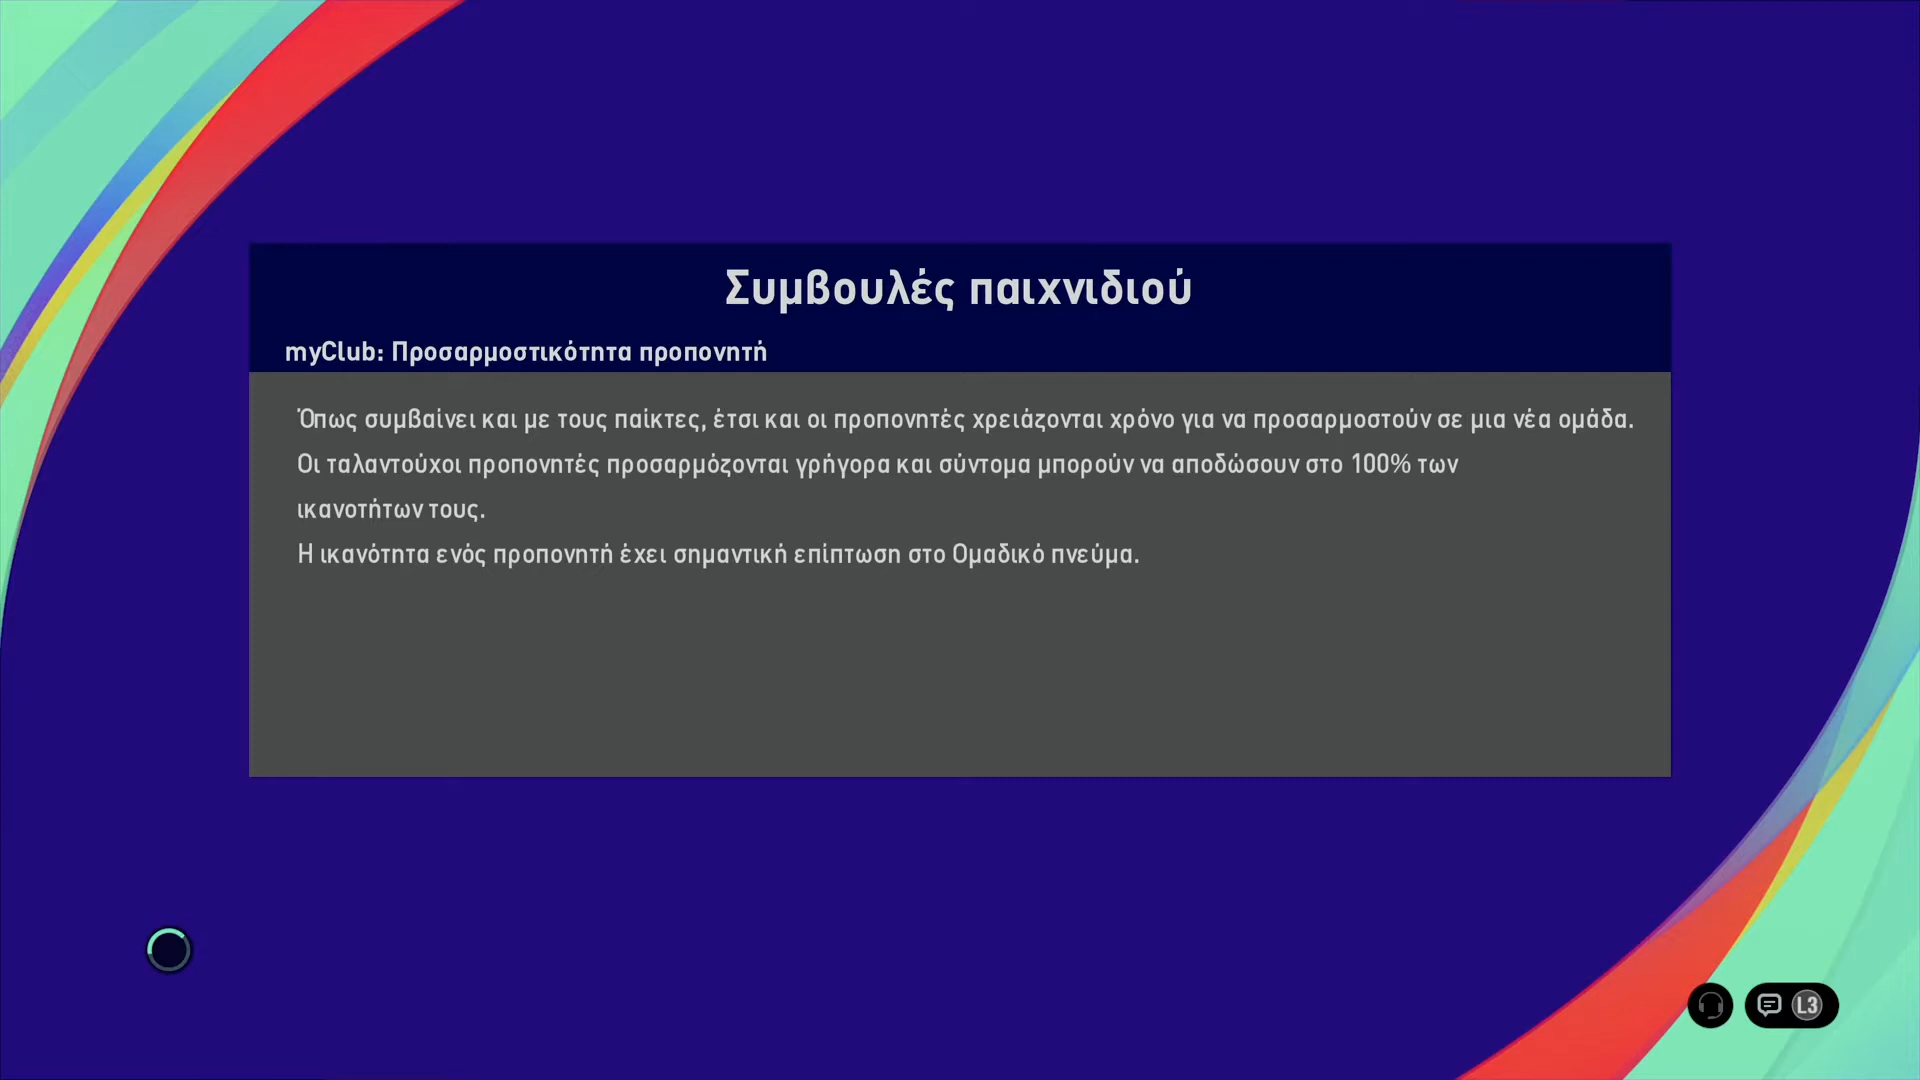 Συμβουλές παιχνιδιού
myClub: Προσαρμοστικότητα προπονητή
Όπως συμβαίνει και με τους παίκτες, έτσι και οι προπονητές χρειάζονται χρόνο για να προσαρμοστούν σε μια νέα ομάδα.
Οι ταλαντούχοι προπονητές προσαρμόζονται γρήγορα και σύντομα μπορούν να αποδώσουν στο 100% των
ικανοτήτων τους.
Η ικανότητα ενός προπονητή έχει σημαντική επίπτωση στο Ομαδικό πνεύμα.
L3